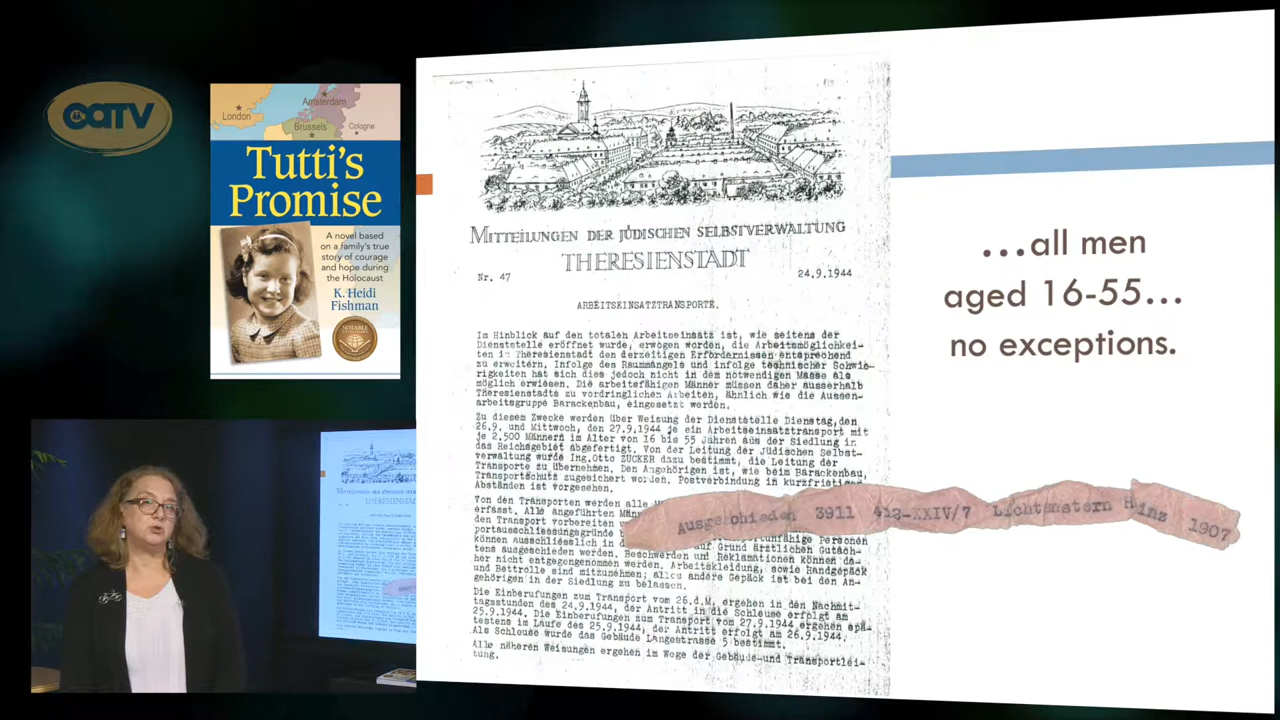 CATV
London
Amsterdam
Brussels
Cologne
Tutti's
Promise
A novel based
on a family's true
story of courage
and hope during
the Holocaust
K. Heidi
Fishman
NOTABLE
MITTEILUNGEN DER JÜDISCHEN SELBSTVERWALTUNG
THERESIENSTADT
Nr. 47
24.9.1944
ARBEITSEINSATZTRANSPORTE.
Im Hinblick auf den totalen Arbeitseinsatz ist, wie seitens der
Dienststelle eröffnet wurde, erwogen worden, die Arbeitsmöglichkei-
ten in Theresienstadt den derzeitigen Erfordernissen entsprechend
zu erweitern. Infolge des Raummangels und infolge technischer Schwie-
rigkeiten hat sich dies jedoch nicht in dem notwendigen Masse als
möglich erwiesen. Die arbeitsfähigen Männer müssen daher ausserhalb
Theresienstadts zu vordringlichen Arbeiten, ähnlich wie die Aussen-
arbeitsgruppe Barackenbau, eingesetzt werden.
Zu diesem Zwecke werden über Weisung der Dienststelle Dienstag,den
26.9. und Mittwoch, den 27.9.1944 je ein Arbeitseinsatztransport mit
je 2.500 Männern im Alter von 16 bis 55 Jahren aus der Siedlung in
das Reichsgebiet abgefertigt. Von der Leitung der Jüdischen Selbst-
verwaltung wurde Ing.Otto ZUCKER dazu bestimmt, die Leitung der
Transporte zu übernehmen. Den Angehörigen ist, wie beim Barackenbau,
Transportschutz zugesichert worden. Postverbindung in kurzfristigen
Abständen ist vorgesehen.
Von den Transporten werden alle
erfasst. Alle angeführten Män
den Transport vorbereiten
portausscheidungsgründe
können ausschliesslich in auf Grund ärztlichen Gutach-
tens ausgeschieden werden. Beschwerden und Reklamationen können da-
her nicht entgegengenommen werden. Arbeitskleidung, sowie Handgepäck
und Bettrolle sind mitzunehmen; alles andere Gepäck ist bei den An-
gehörigen in der Siedlung zu belassen.
Die Einberufungen zum Transport vom 26.d.M. ergehen in den Nachmit-
tagsstunden des 24.9.1944, der Antritt in die Schleuse erfolgt am
25.9.1944. Die Einberufungen zum Transport vom 27.9.1944 ergehen spä-
testens im Laufe des 25.9.1944, der Antritt erfolgt am 26.9.1944.
Als Schleuse wurde das Gebäude Langestrasse 5 bestimmt.
Alle näheren Weisungen ergehen im Wege der Gebäude-und Transportlei-
tung.
3911 912-XXIV/7 Lichtenstern Heinz 1907
...all men
aged 16-55...
no exceptions.